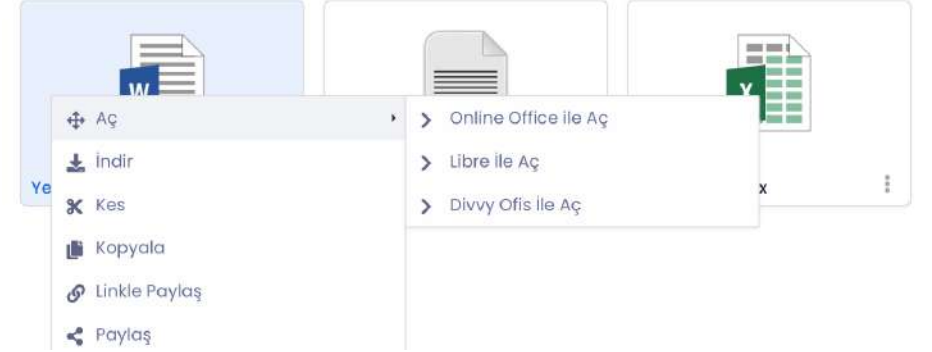 W
X
Aç
Online Office ile Aç
İndir
Libre İle Aç
Ye
x
Kes
Divvy Ofis İle Aç
Kopyala
Linkle Paylaş
Paylaş